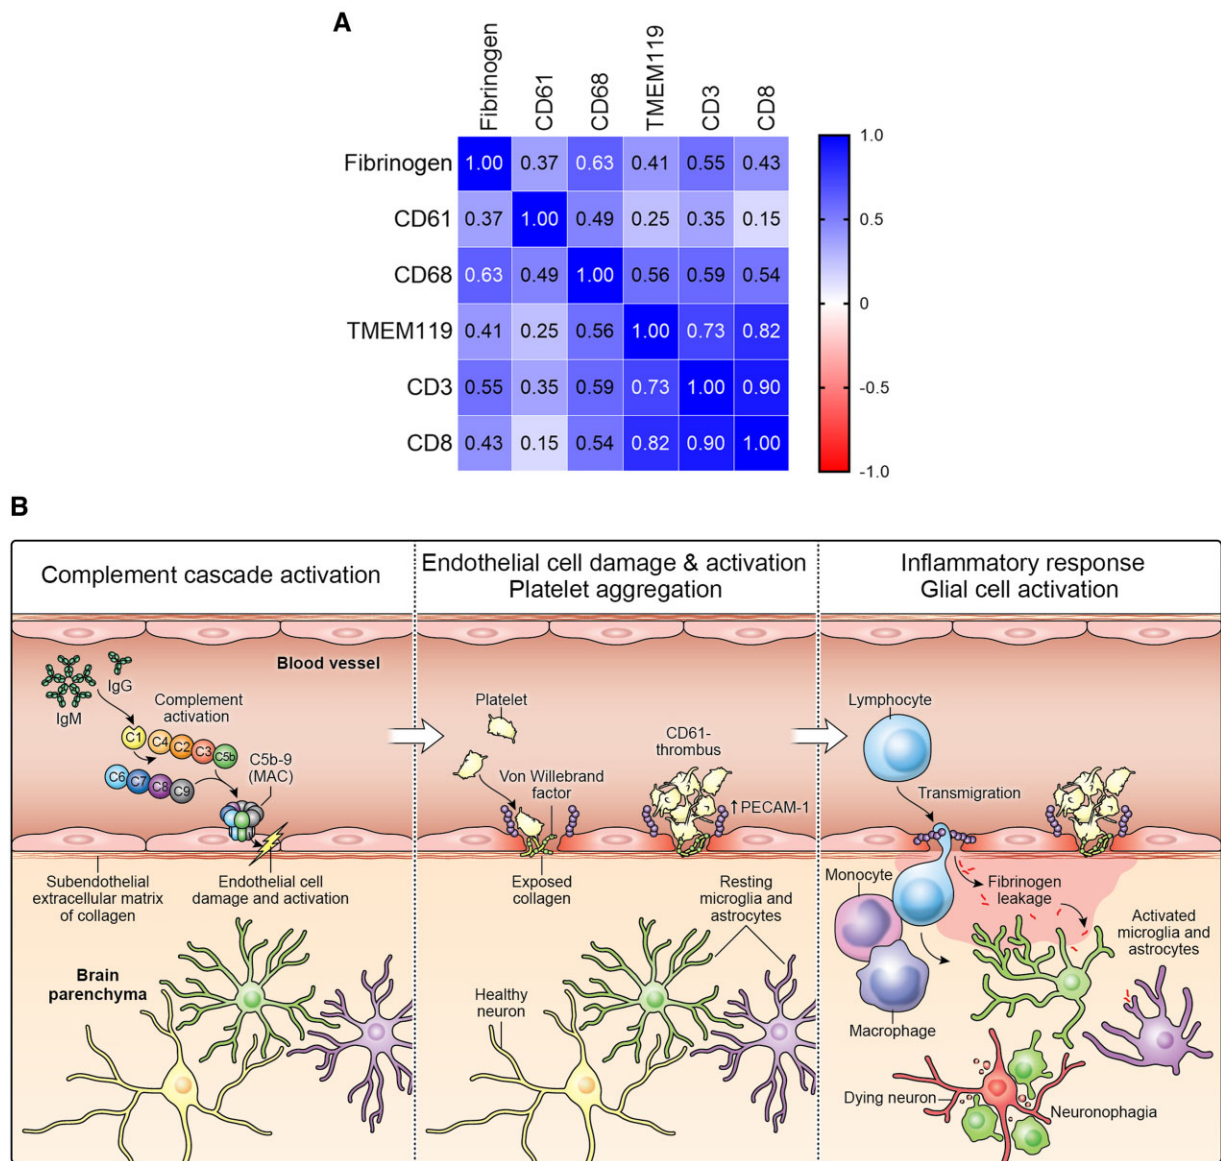 A
Fibrinogen CD61 CD68 TMEM119 CD3 CD8
Fibrinogen 1.00 0.37 0.63 0.41 0.55 0.43
CD61 0.37 1.00 0.49 0.25 0.35 0.15
CD68 0.63 0.49 1.00 0.56 0.59 0.54
TMEM119 0.41 0.25 0.56 1.00 0.73 0.82
CD3 0.55 0.35 0.59 0.73 1.00 0.90
CD8 0.43 0.15 0.54 0.82 0.90 1.00
1.0
0.5
0
-0.5
-1.0
B
Complement cascade activation
Blood vessel
IgG
IgM
Complement
activation
C1 C4 C2 C3 C5b
C6 C7 C8 C9
C5b-9
(MAC)
Subendothelial
extracellular matrix
of collagen
Endothelial cell
damage and activation
Brain
parenchyma
Endothelial cell damage & activation
Platelet aggregation
Platelet
CD61-
thrombus
Von Willebrand
factor
↑PECAM-1
Exposed
collagen
Resting
microglia and
astrocytes
Healthy
neuron
Inflammatory response
Glial cell activation
Lymphocyte
Transmigration
Monocyte
Fibrinogen
leakage
Activated
microglia and
astrocytes
Macrophage
Dying neuron
Neuronophagia